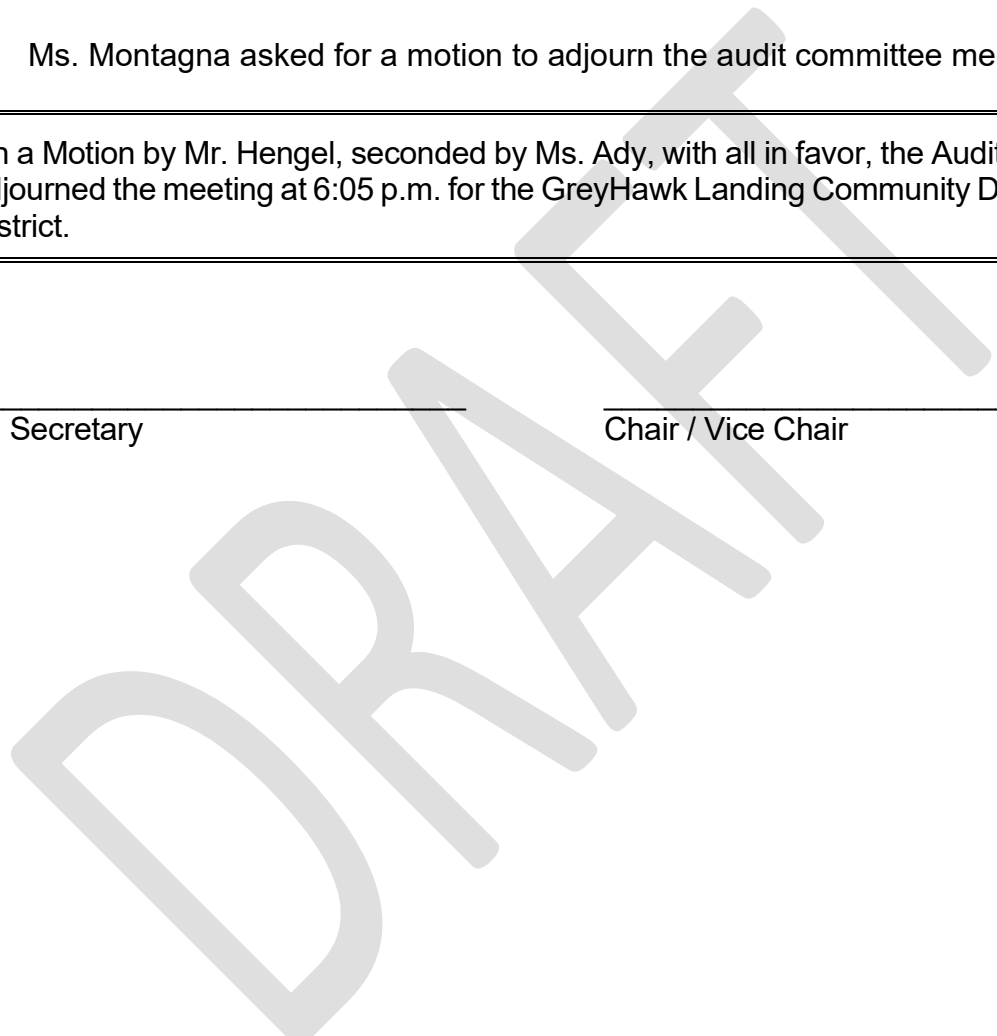 Ms. Montagna asked for a motion to adjourn the audit committee me
n a Motion by Mr. Hengel, seconded by Ms. Ady, with all in favor, the Audit
djourned the meeting at 6:05 p.m. for the GreyHawk Landing Community D
strict.
Secretary Chair / Vice Chair
DRAFT